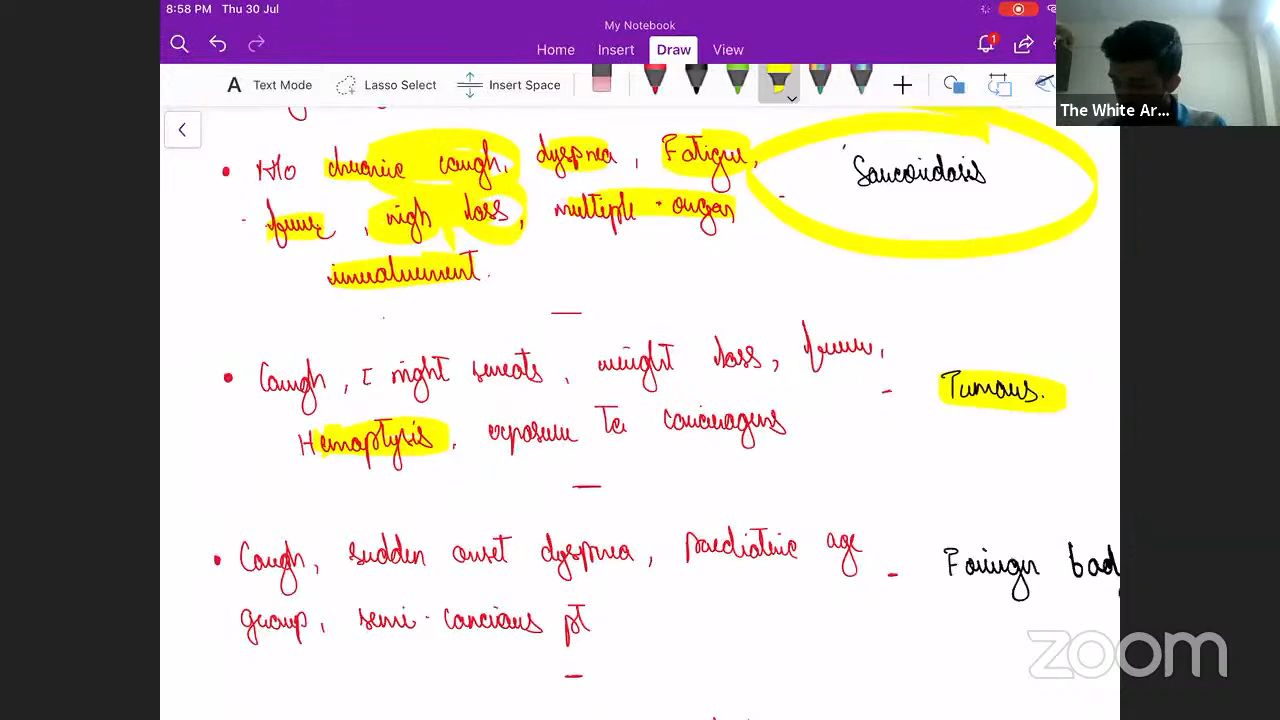 8:58 PM Thu 30 Jul
My Notebook
Home Insert Draw View
1
A Text Mode Lasso Select Insert Space
The White Ar...
• H/o chronic cough, dyspnea, Fatigue, - Sarcoidosis
fever, loss, multiple organ
involvement.
• Cough, night sweats, weight loss, fever, - Tumours.
Hemoptysis, exposure to carcinogens
• Cough, sudden onset dyspnea, paediatric age - Foreign bod
group, semi-concious pt
zoom